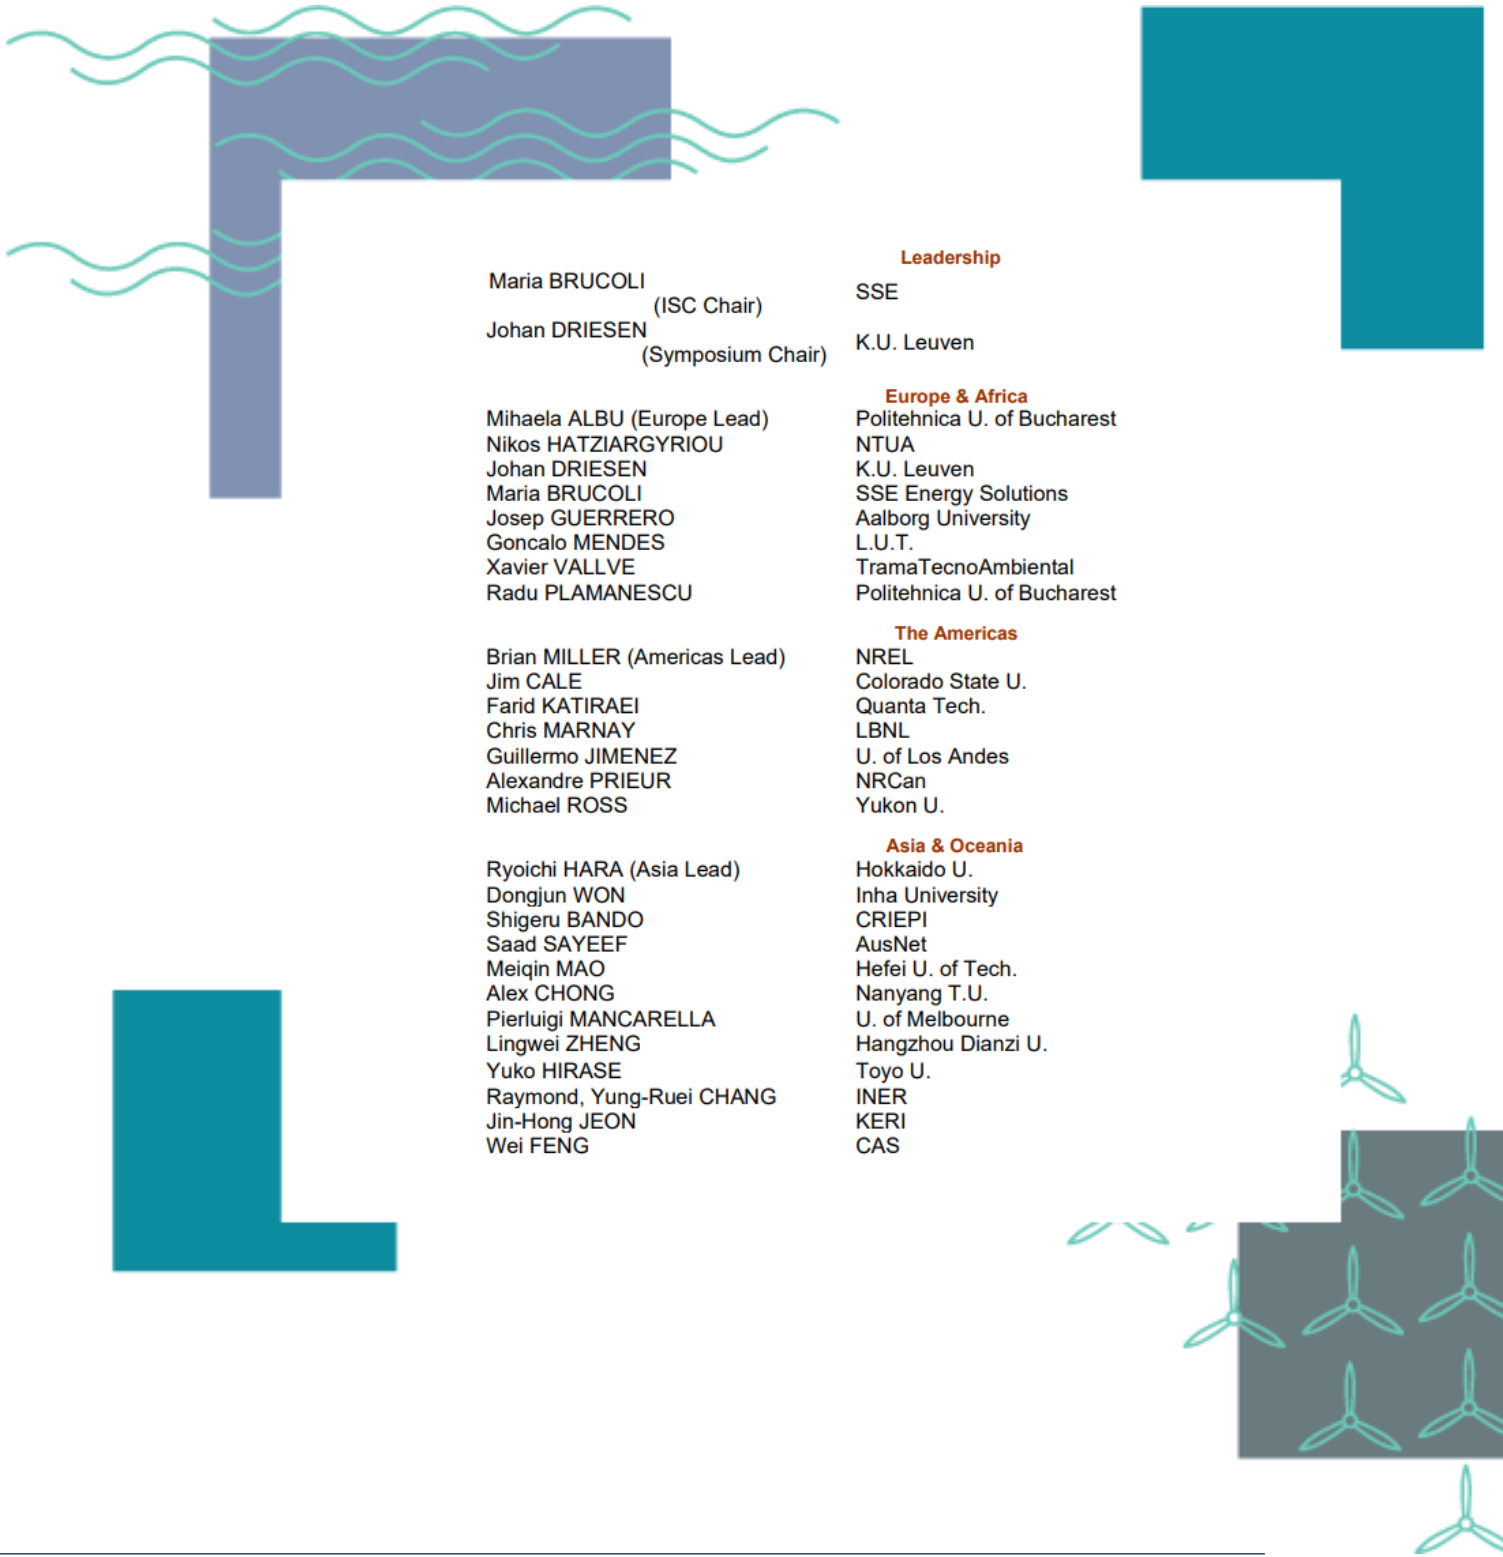 Leadership
Maria BRUCOLI
(ISC Chair) SSE
Johan DRIESEN
(Symposium Chair) K.U. Leuven
Europe & Africa
Mihaela ALBU (Europe Lead) Politehnica U. of Bucharest
Nikos HATZIARGYRIOU NTUA
Johan DRIESEN K.U. Leuven
Maria BRUCOLI SSE Energy Solutions
Josep GUERRERO Aalborg University
Goncalo MENDES L.U.T.
Xavier VALLVE TramaTecnoAmbiental
Radu PLAMANESCU Politehnica U. of Bucharest
The Americas
Brian MILLER (Americas Lead) NREL
Jim CALE Colorado State U.
Farid KATIRAEI Quanta Tech.
Chris MARNAY LBNL
Guillermo JIMENEZ U. of Los Andes
Alexandre PRIEUR NRCan
Michael ROSS Yukon U.
Asia & Oceania
Ryoichi HARA (Asia Lead) Hokkaido U.
Dongjun WON Inha University
Shigeru BANDO CRIEPI
Saad SAYEEF AusNet
Meiqin MAO Hefei U. of Tech.
Alex CHONG Nanyang T.U.
Pierluigi MANCARELLA U. of Melbourne
Lingwei ZHENG Hangzhou Dianzi U.
Yuko HIRASE Toyo U.
Raymond, Yung-Ruei CHANG INER
Jin-Hong JEON KERI
Wei FENG CAS